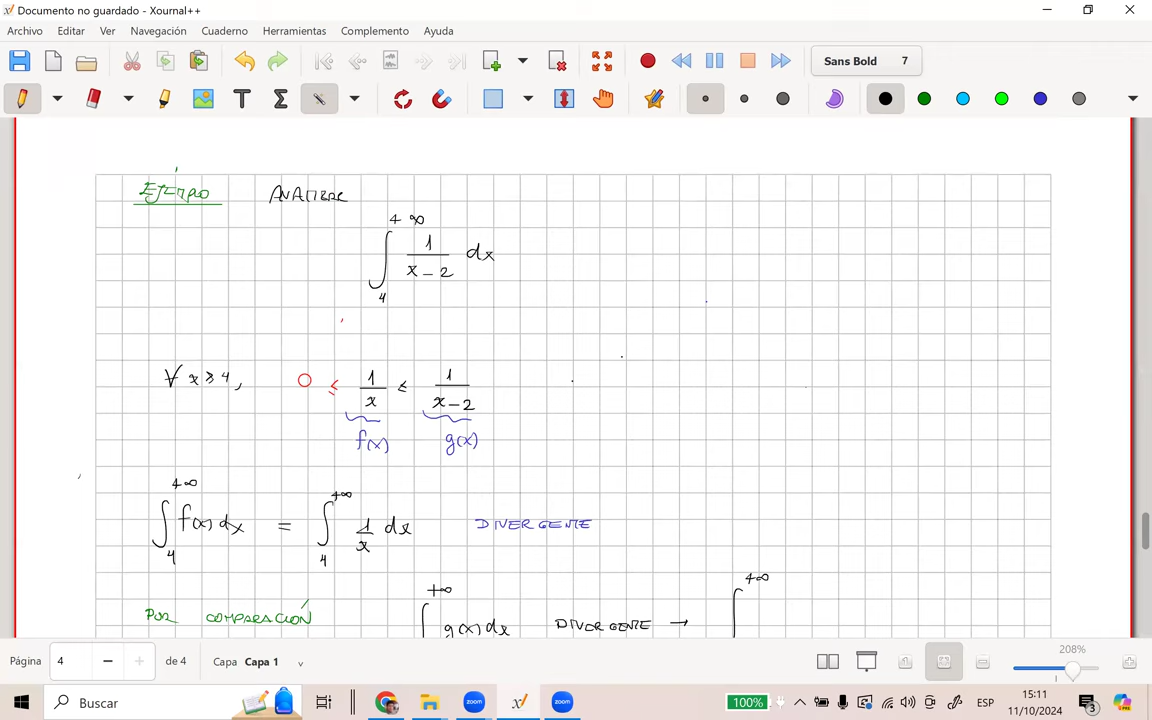 Documento no guardado - Xournal++
Archivo Editar Ver Navegación Cuaderno Herramientas Complemento Ayuda
Sans Bold 7
EJEMPLO ANALIZAR
+∞
∫ 1/(x-2) dx
4
∀ x ≥ 4, 0 ≤ 1/x ≤ 1/(x-2)
f(x) g(x)
+∞ +∞
∫ f(x) dx = ∫ 1/x dx DIVERGENTE
4 4
+∞ +∞
POR COMPARACIÓN ∫ g(x) dx DIVERGENTE → ∫
Página 4 de 4 Capa Capa 1 208%
Buscar 100% ESP 15:11
11/10/2024 3